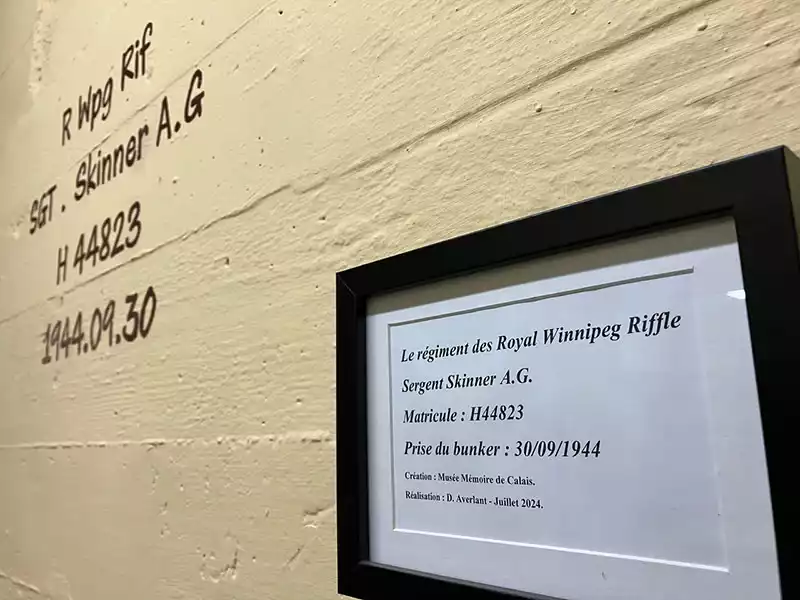 R Wpg Rif
SGT. Skinner A.G
H 44823
1944.09.30
Le régiment des Royal Winnipeg Riffle
Sergent Skinner A.G.
Matricule : H44823
Prise du bunker : 30/09/1944
Création : Musée Mémoire de Calais.
Réalisation : D. Averlant - Juillet 2024.